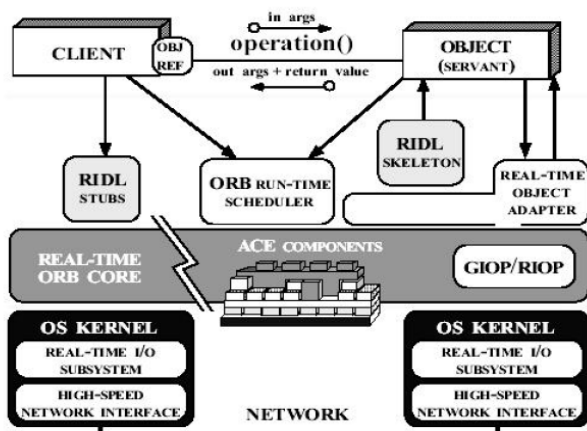 in args
operation()
out args + return value
CLIENT
OBJ
REF
OBJECT
(SERVANT)
RIDL
STUBS
ORB RUN-TIME
SCHEDULER
RIDL
SKELETON
REAL-TIME
OBJECT
ADAPTER
REAL-TIME
ORB CORE
ACE COMPONENTS
GIOP/RIOP
OS KERNEL
REAL-TIME I/O
SUBSYSTEM
HIGH-SPEED
NETWORK INTERFACE
NETWORK
OS KERNEL
REAL-TIME I/O
SUBSYSTEM
HIGH-SPEED
NETWORK INTERFACE